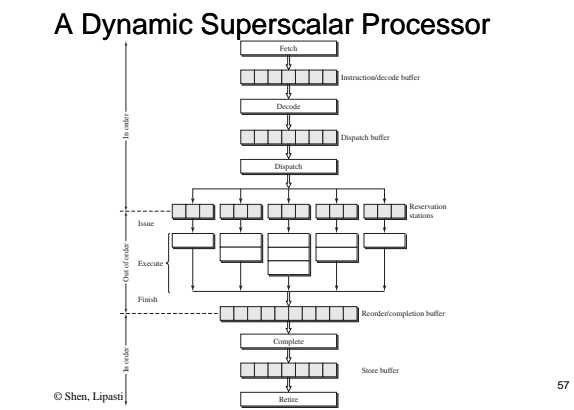 A Dynamic Superscalar Processor
Fetch
Instruction/decode buffer
Decode
In order
Dispatch buffer
Dispatch
Reservation
stations
Issue
Out of order
Execute
Finish
Reorder/completion buffer
Complete
In order
Store buffer
Retire
© Shen, Lipasti
57